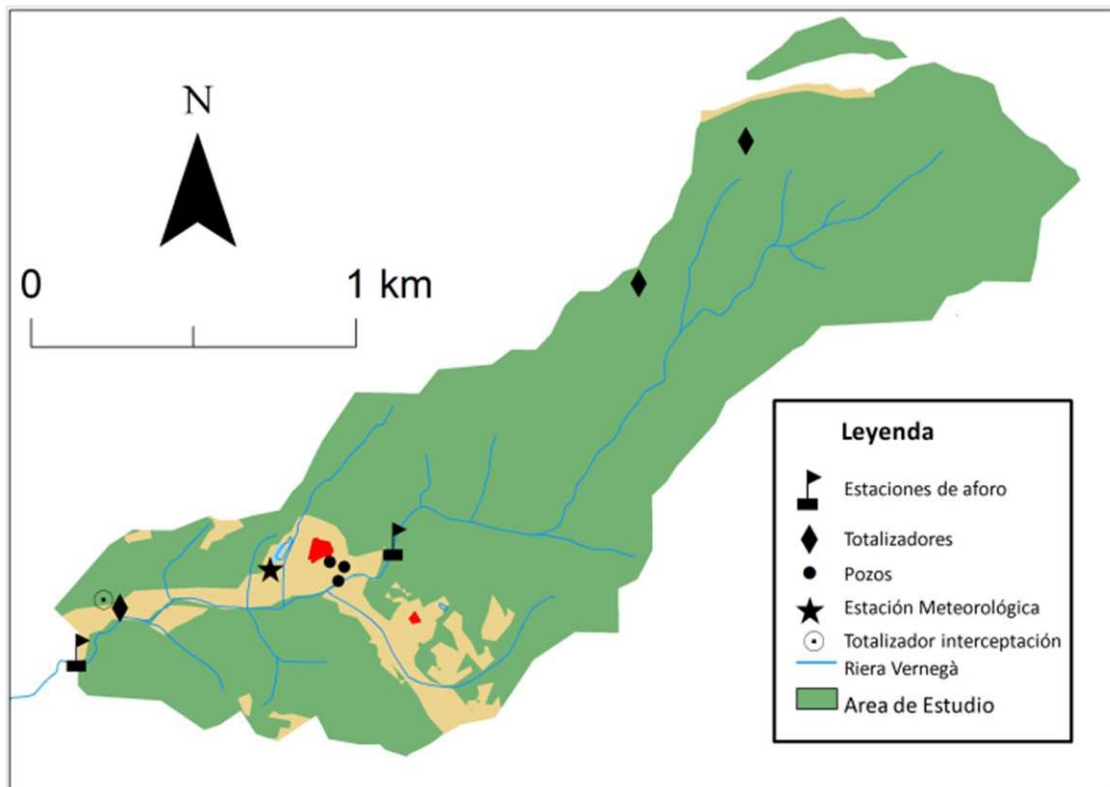 N
0 1 km
Leyenda
Estaciones de aforo
Totalizadores
Pozos
Estación Meteorológica
Totalizador interceptación
Riera Vernegà
Area de Estudio